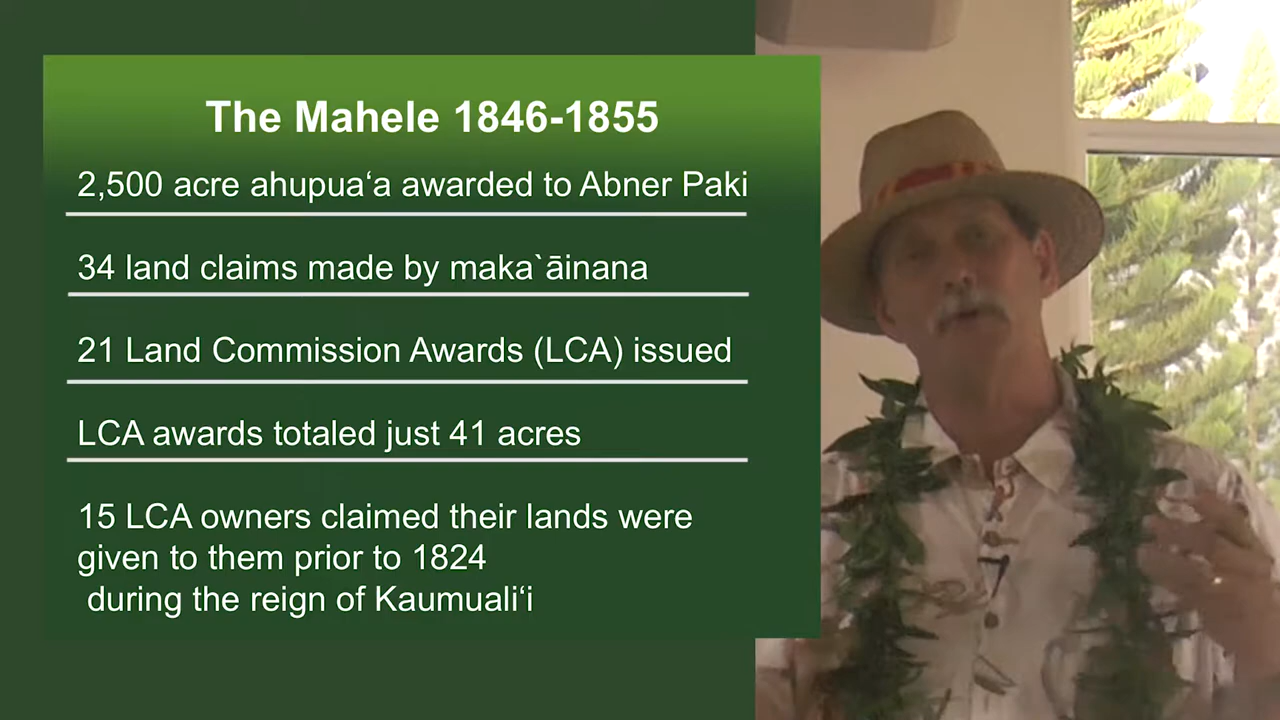 The Mahele 1846-1855
2,500 acre ahupua‘a awarded to Abner Paki
34 land claims made by maka`āinana
21 Land Commission Awards (LCA) issued
LCA awards totaled just 41 acres
15 LCA owners claimed their lands were
given to them prior to 1824
during the reign of Kaumuali‘i